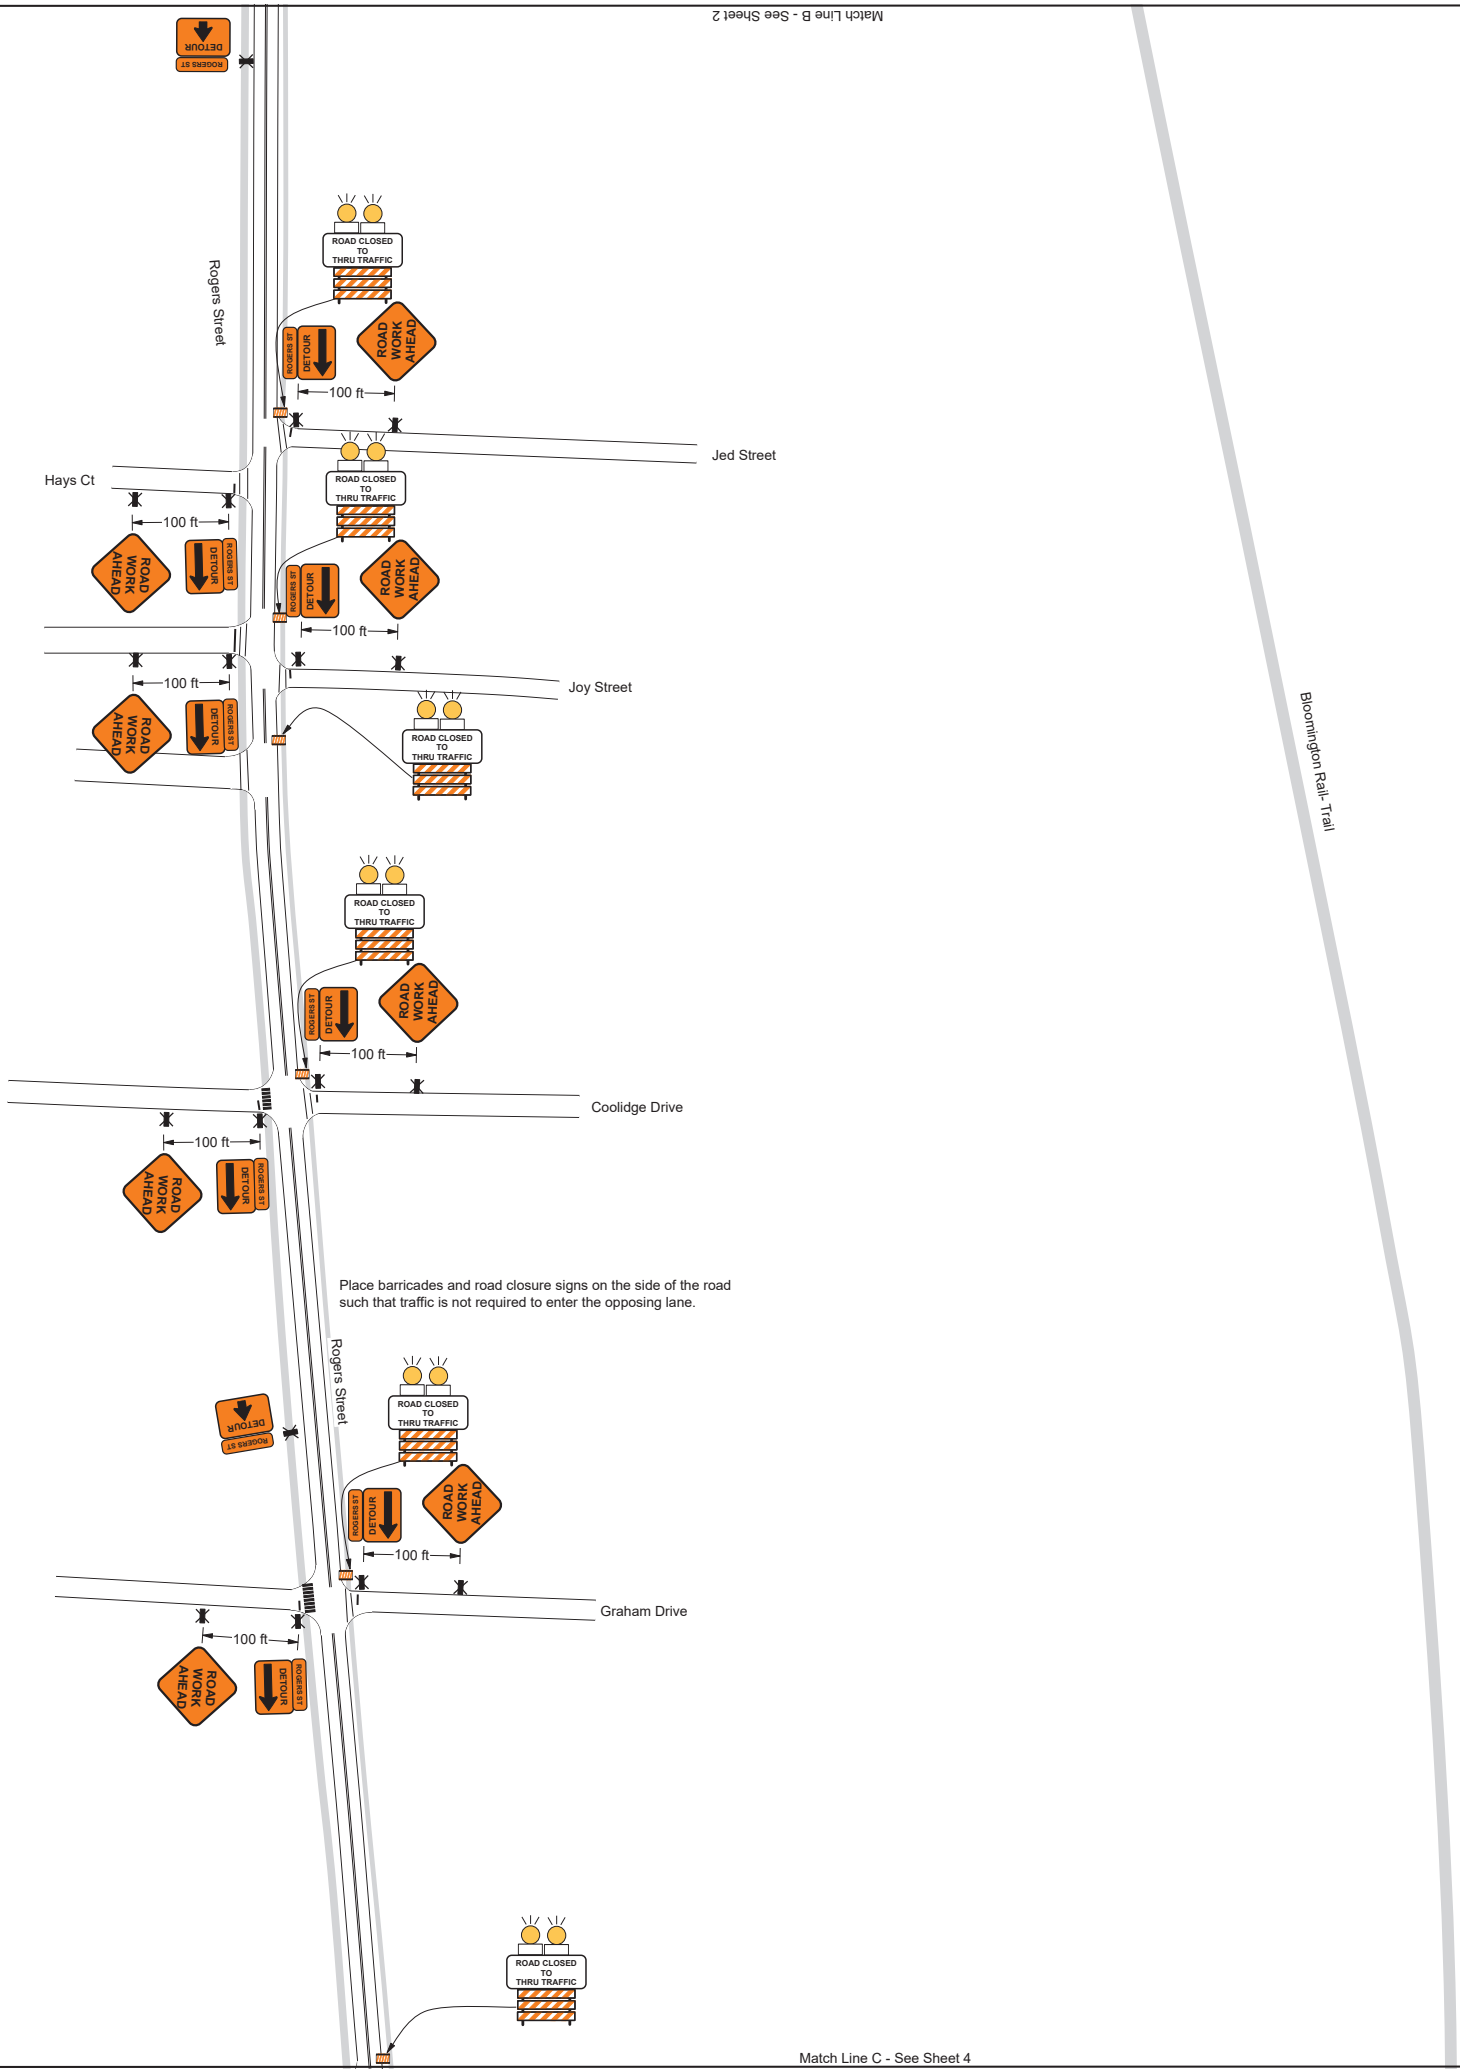 Match Line B - See Sheet 2
DETOUR
ROGERS ST
ROAD CLOSED
TO
THRU TRAFFIC
Rogers Street
ROGERS ST
DETOUR
ROAD
WORK
AHEAD
100 ft
Jed Street
ROAD CLOSED
TO
THRU TRAFFIC
Hays Ct
100 ft
ROAD
WORK
AHEAD
DETOUR
ROGERS ST
ROGERS ST
DETOUR
ROAD
WORK
AHEAD
100 ft
100 ft
Joy Street
ROAD
WORK
AHEAD
DETOUR
ROGERS ST
ROAD CLOSED
TO
THRU TRAFFIC
Bloomington Rail- Trail
ROAD CLOSED
TO
THRU TRAFFIC
ROGERS ST
DETOUR
ROAD
WORK
AHEAD
100 ft
Coolidge Drive
100 ft
ROAD
WORK
AHEAD
DETOUR
ROGERS ST
Place barricades and road closure signs on the side of the road
such that traffic is not required to enter the opposing lane.
Rogers Street
DETOUR
ROGERS ST
ROAD CLOSED
TO
THRU TRAFFIC
ROGERS ST
DETOUR
ROAD
WORK
AHEAD
100 ft
Graham Drive
100 ft
ROAD
WORK
AHEAD
DETOUR
ROGERS ST
ROAD CLOSED
TO
THRU TRAFFIC
Match Line C - See Sheet 4